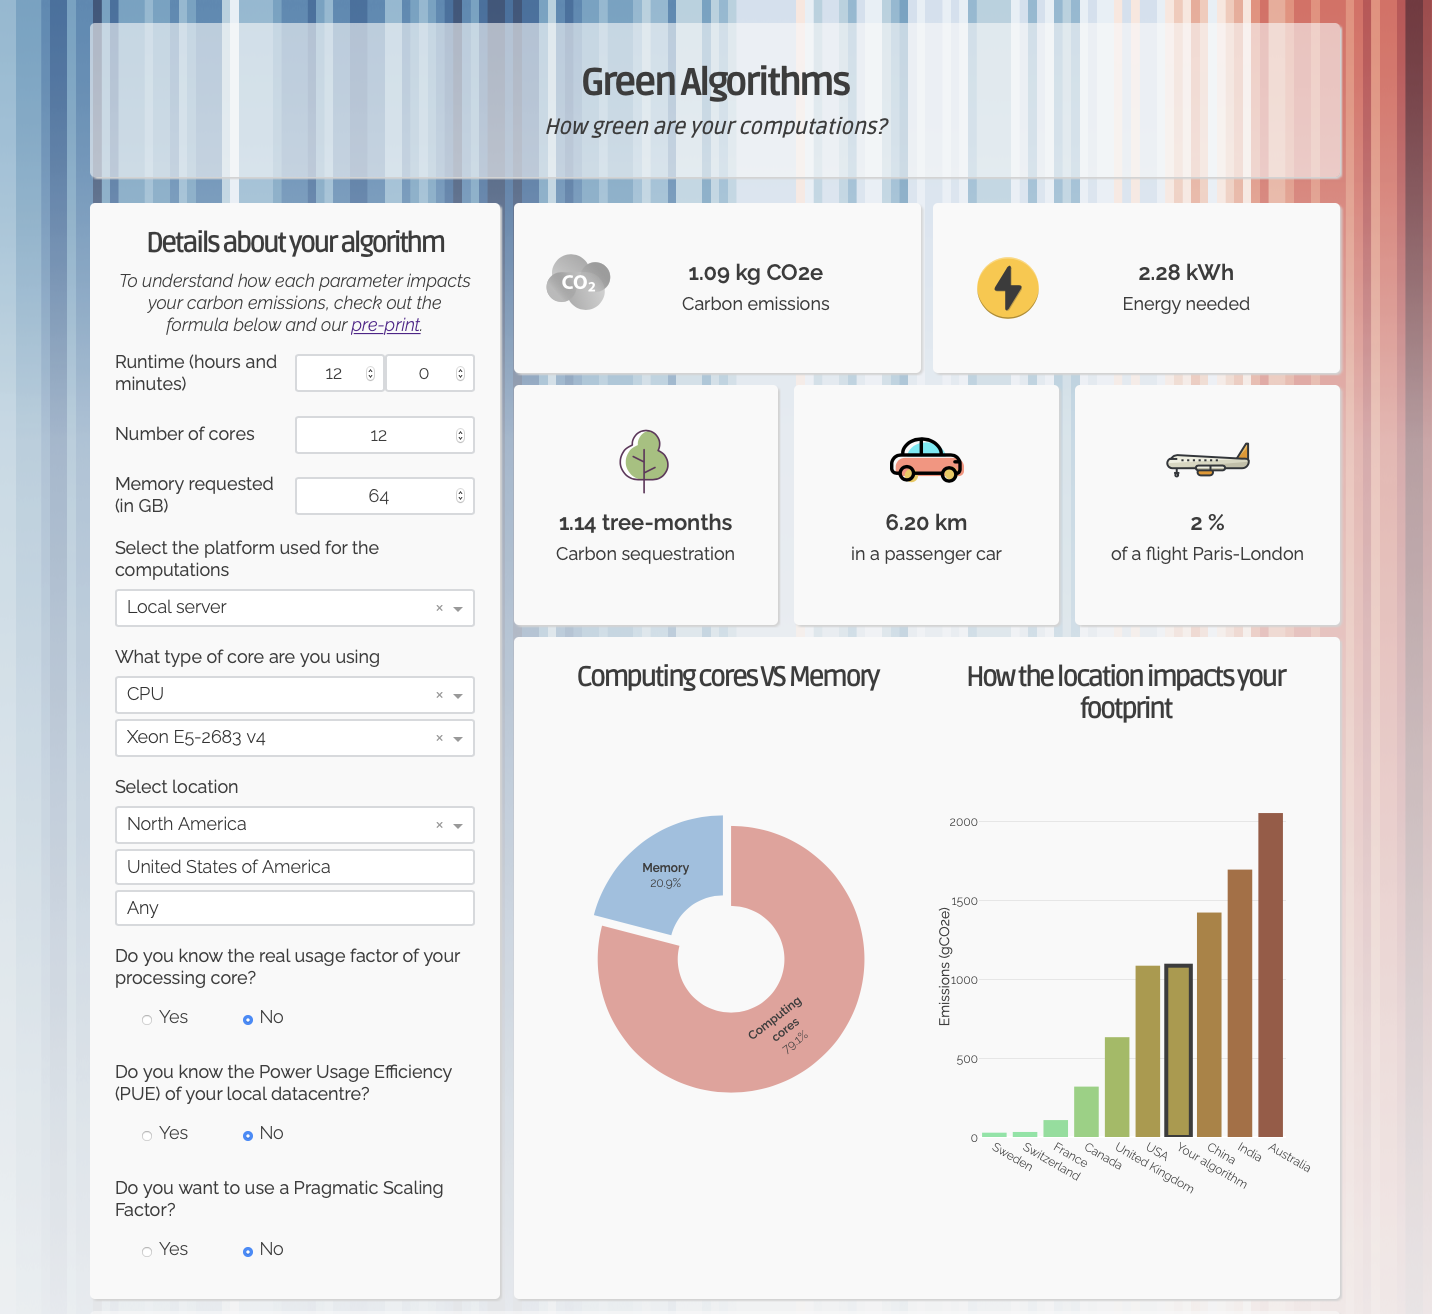 Green Algorithms
How green are your computations?
Details about your algorithm
To understand how each parameter impacts
your carbon emissions, check out the
formula below and our pre-print.
Runtime (hours and
minutes)
12
0
Number of cores
12
Memory requested
(in GB)
64
Select the platform used for the
computations
Local server
×
What type of core are you using
CPU
×
Xeon E5-2683 v4
×
Select location
North America
×
United States of America
Any
Do you know the real usage factor of your
processing core?
Yes
No
Do you know the Power Usage Efficiency
(PUE) of your local datacentre?
Yes
No
Do you want to use a Pragmatic Scaling
Factor?
Yes
No
CO₂
1.09 kg CO2e
Carbon emissions
2.28 kWh
Energy needed
1.14 tree-months
Carbon sequestration
6.20 km
in a passenger car
2 %
of a flight Paris-London
Computing cores VS Memory
Memory
20.9%
Computing
cores
79.1%
How the location impacts your
footprint
Emissions (gCO2e)
2000
1500
1000
500
0
Sweden
Switzerland
France
Canada
United Kingdom
USA
Your algorithm
China
India
Australia